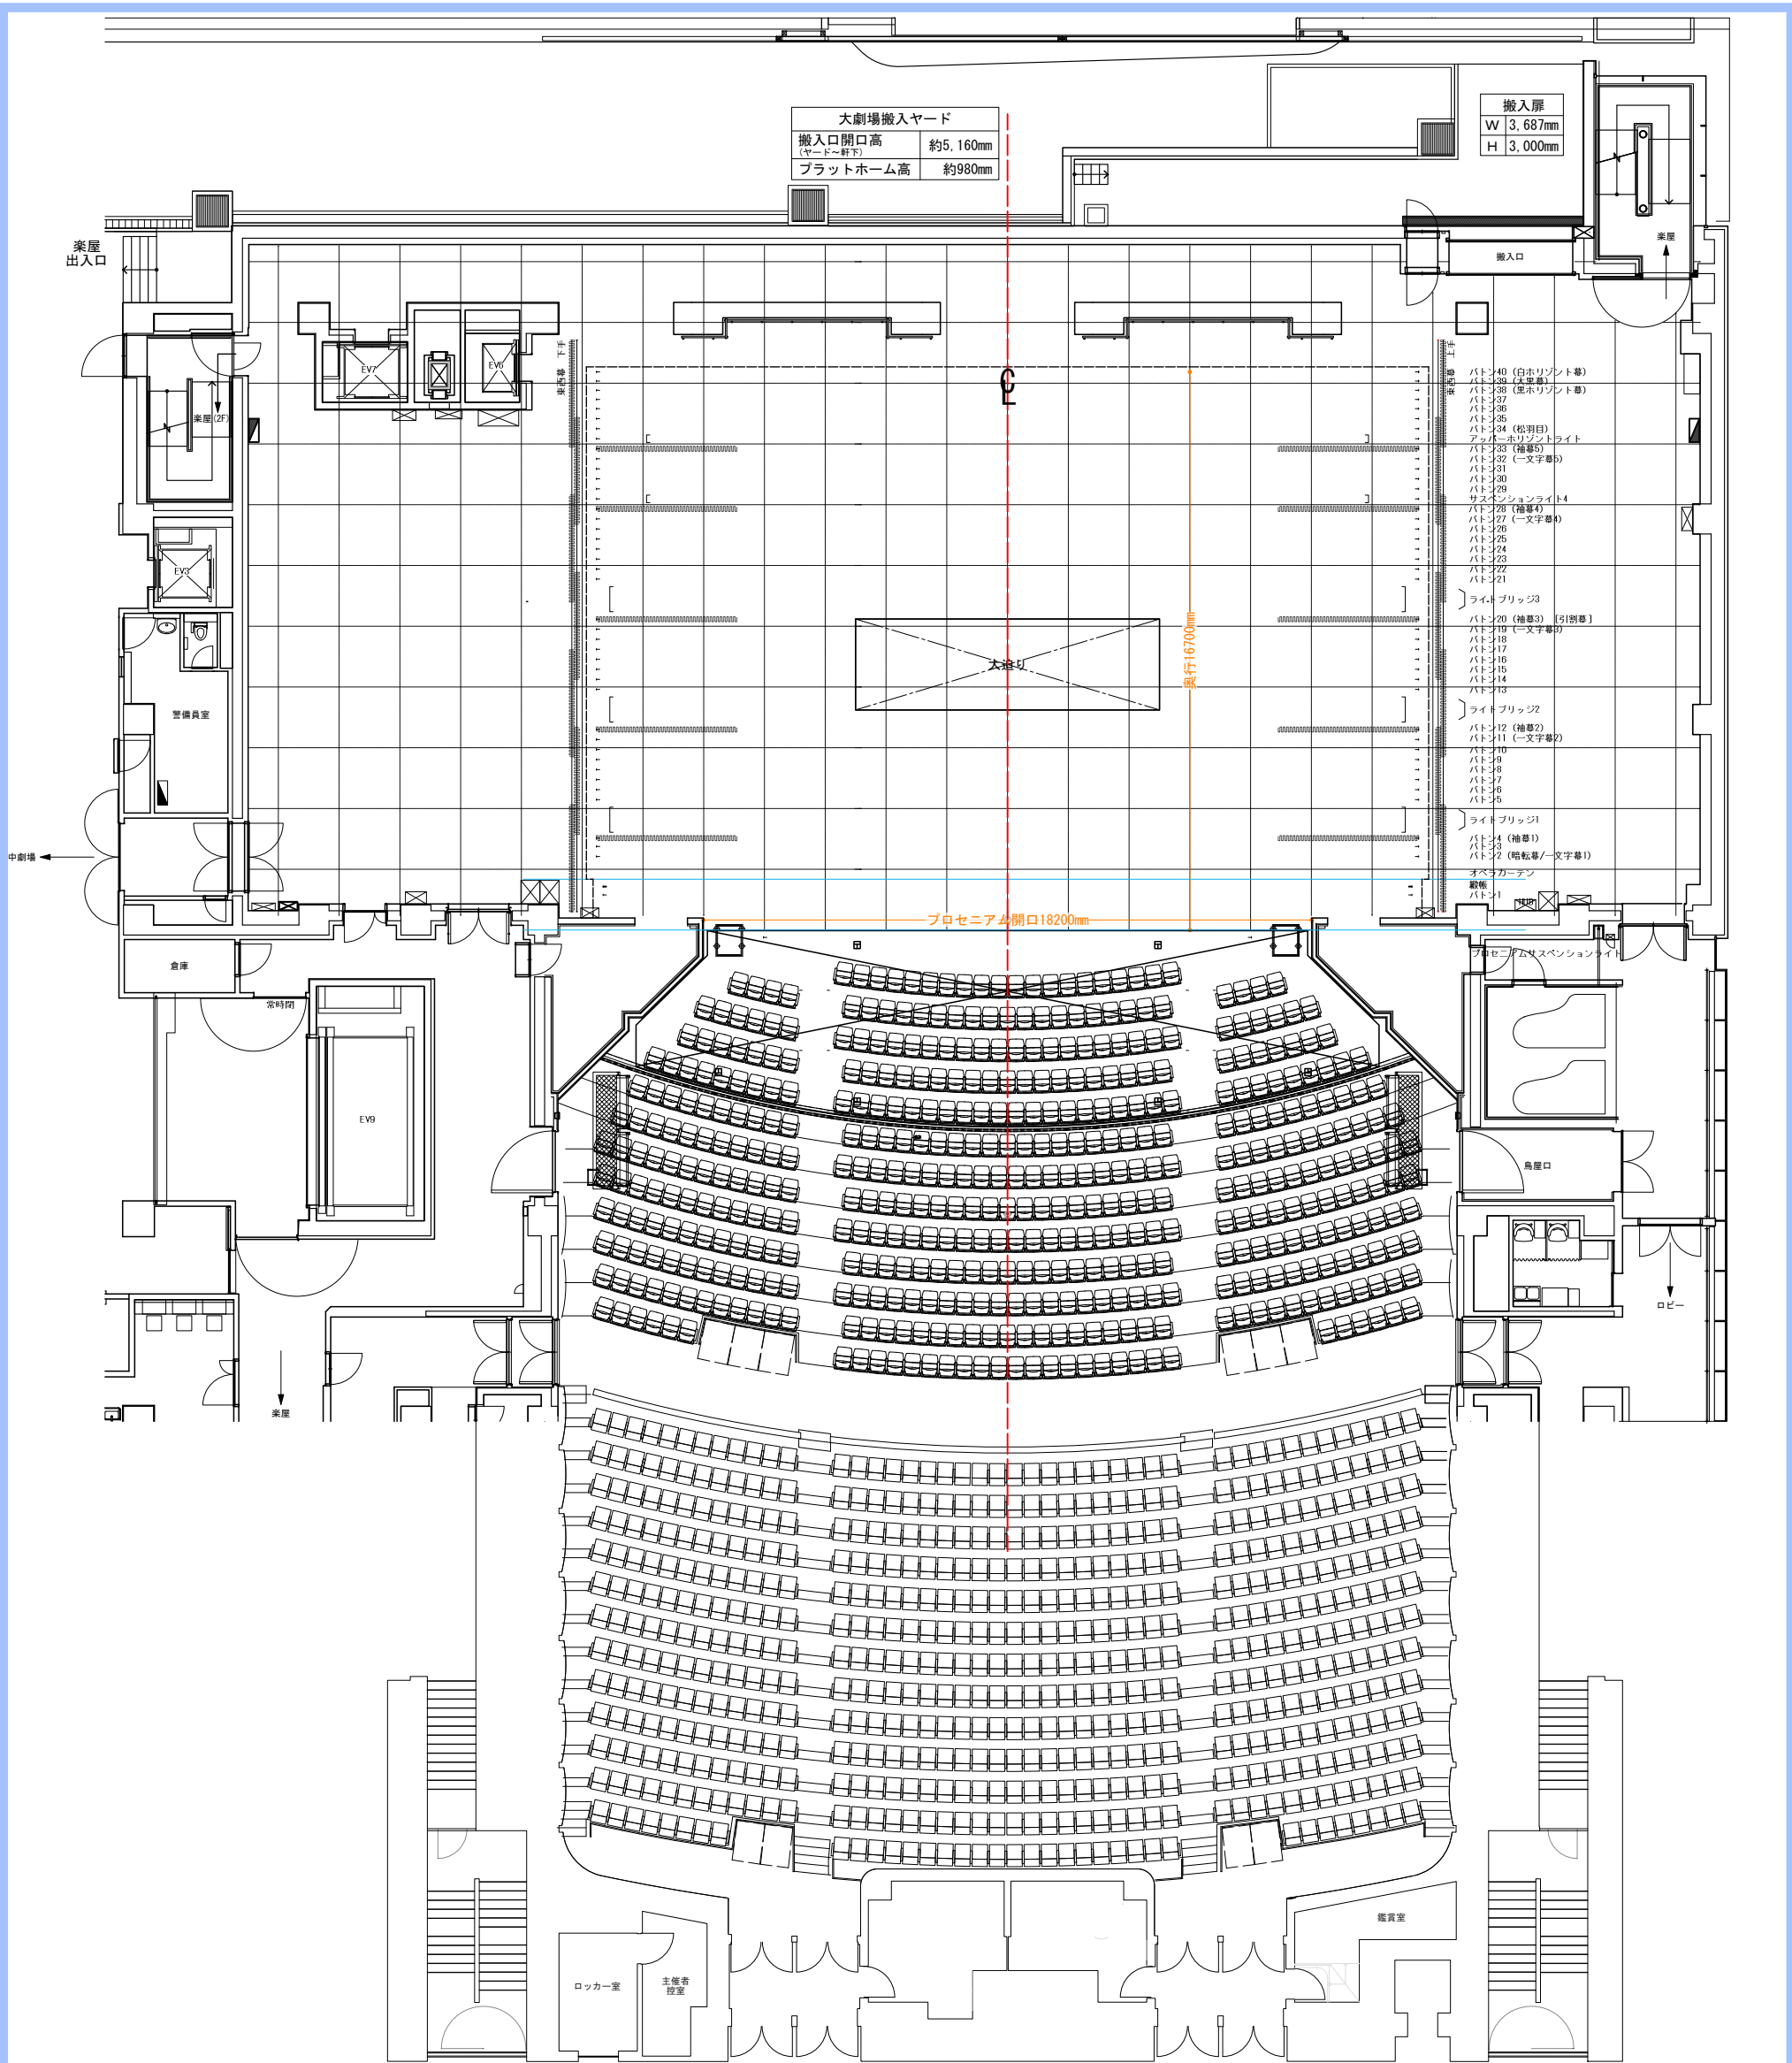 大劇場搬入ヤード
搬入口開口高
(ヤード～軒下)
約5,160mm
プラットホーム高
約980mm
搬入扉
W 3,687mm
H 3,000mm
楽屋
出入口
楽屋
搬入口
EV7
EV6
東西幕 下手
東西幕 上手
CL
楽屋(2F)
バトン40 (白ホリゾント幕)
バトン39 (大黒幕)
バトン38 (黒ホリゾント幕)
バトン37
バトン36
バトン35
バトン34 (松羽目)
アッパーホリゾントライト
バトン33 (袖幕5)
バトン32 (一文字幕5)
バトン31
バトン30
バトン29
サスペンションライト4
バトン28 (袖幕4)
バトン27 (一文字幕4)
バトン26
バトン25
バトン24
バトン23
バトン22
バトン21
EV3
ライトブリッジ3
バトン20 (袖幕3) [引割幕]
バトン19 (一文字幕3)
バトン18
バトン17
バトン16
バトン15
バトン14
バトン13
大迫り
奥行16700mm
警備員室
ライトブリッジ2
バトン12 (袖幕2)
バトン11 (一文字幕2)
バトン10
バトン9
バトン8
バトン7
バトン6
バトン5
ライトブリッジ1
バトン4 (袖幕1)
バトン3
バトン2 (暗転幕/一文字幕1)
中劇場
オペラカーテン
緞帳
バトン1
プロセニアム開口18200mm
プロセニアムサスペンションライト
倉庫
常時閉
EV9
鳥屋口
ロビー
楽屋
鑑賞室
ロッカー室
主催者
控室